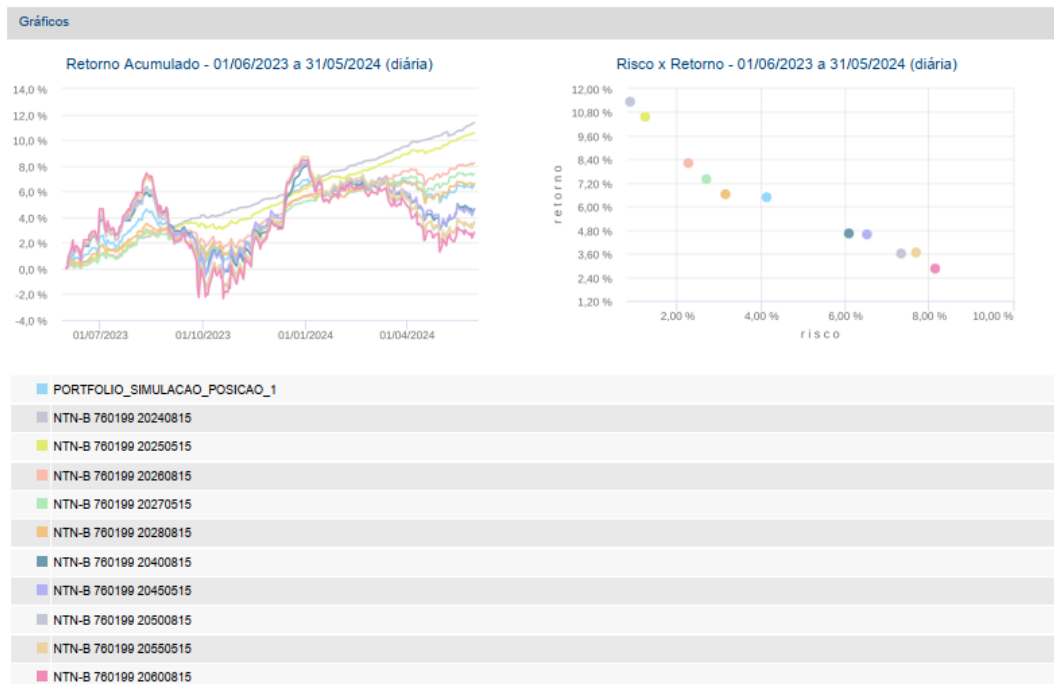 Gráficos
Retorno Acumulado - 01/06/2023 a 31/05/2024 (diária)
14,0 %
12,0 %
10,0 %
8,0 %
6,0 %
4,0 %
2,0 %
0,0 %
-2,0 %
-4,0 %
01/07/2023 01/10/2023 01/01/2024 01/04/2024
Risco x Retorno - 01/06/2023 a 31/05/2024 (diária)
retorno
12,00 %
10,80 %
9,60 %
8,40 %
7,20 %
6,00 %
4,80 %
3,60 %
2,40 %
1,20 %
2,00 % 4,00 % 6,00 % 8,00 % 10,00 %
risco
PORTFOLIO_SIMULACAO_POSICAO_1
NTN-B 760199 20240815
NTN-B 760199 20250515
NTN-B 760199 20260815
NTN-B 760199 20270515
NTN-B 760199 20280815
NTN-B 760199 20400815
NTN-B 760199 20450515
NTN-B 760199 20500815
NTN-B 760199 20550515
NTN-B 760199 20600815